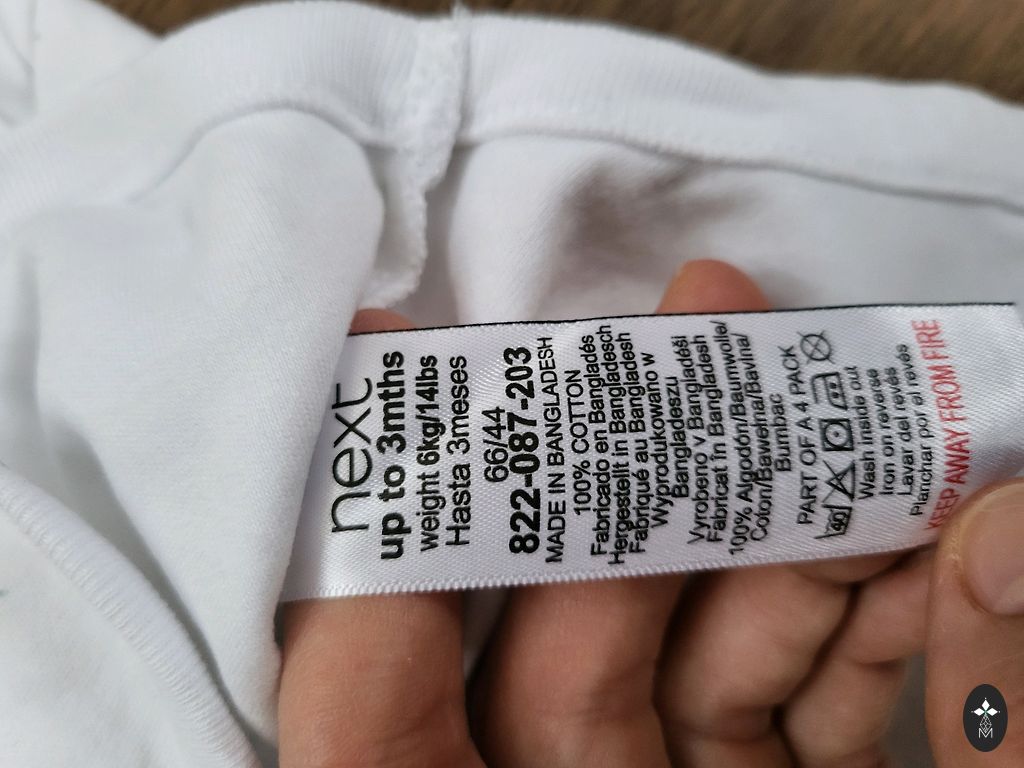 next
up to 3mths
weight 6kg/14lbs
Hasta 3meses
66/44
822-087-203
MADE IN BANGLADESH
100% COTTON
Fabricado en Bangladés
Hergestellt in Bangladesch
Fabriqué au Bangladesh
Wyprodukowano w
Bangladeszu
Vyrobeno v Bangladéši
Fabricat în Bangladesh
100% Algodón/Baumwolle/
Coton/Bawełna/Bavlna/
Bumbac
PART OF A 4 PACK
Wash inside out
Iron on reverse
Lavar del revés
Planchar por el revés
KEEP AWAY FROM FIRE
M